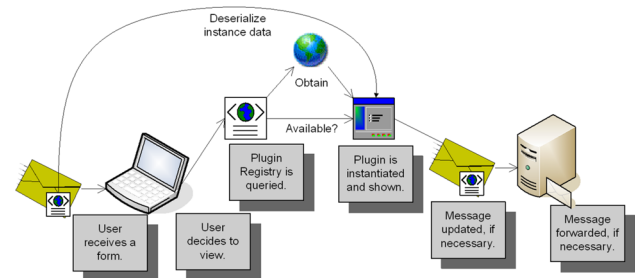 Deserialize
instance data
Obtain
Available?
Plugin
Registry is
queried.
Plugin is
instantiated
and shown.
User
receives a
form.
User
decides to
view.
Message
updated, if
necessary.
Message
forwarded, if
necessary.